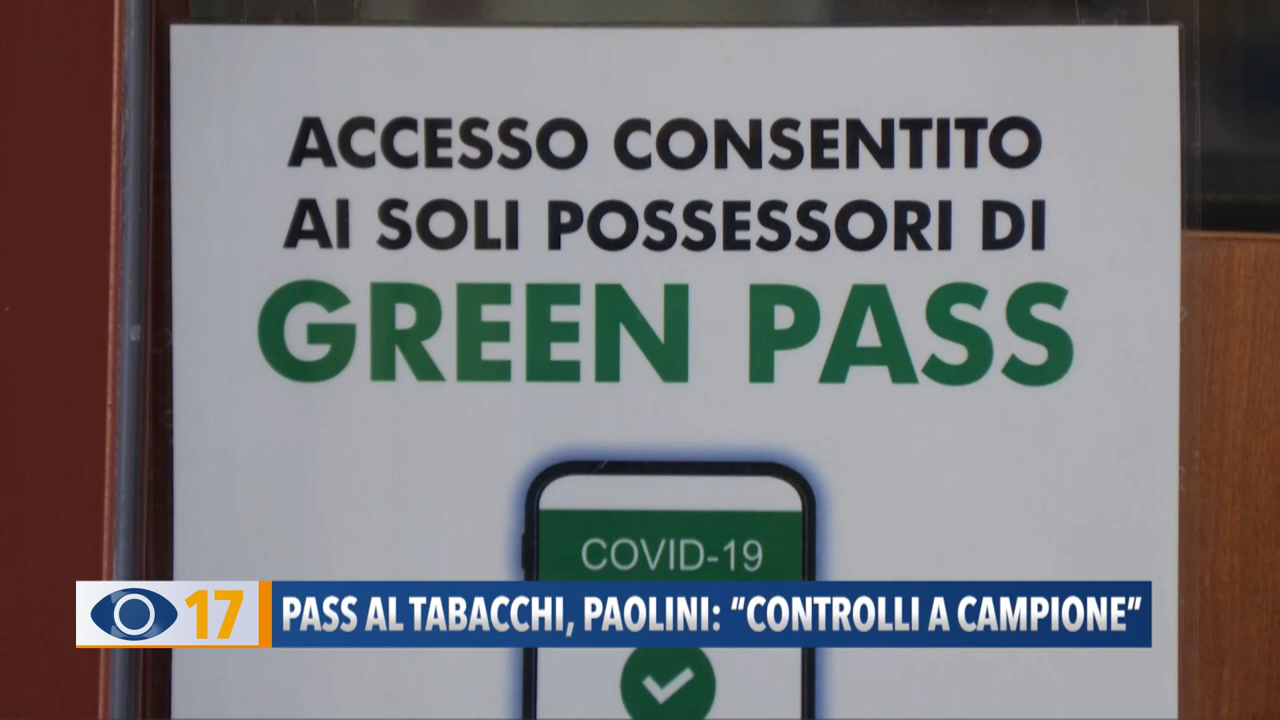 ACCESSO CONSENTITO
AI SOLI POSSESSORI DI
GREEN PASS
COVID-19
17
PASS AL TABACCHI, PAOLINI: “CONTROLLI A CAMPIONE”